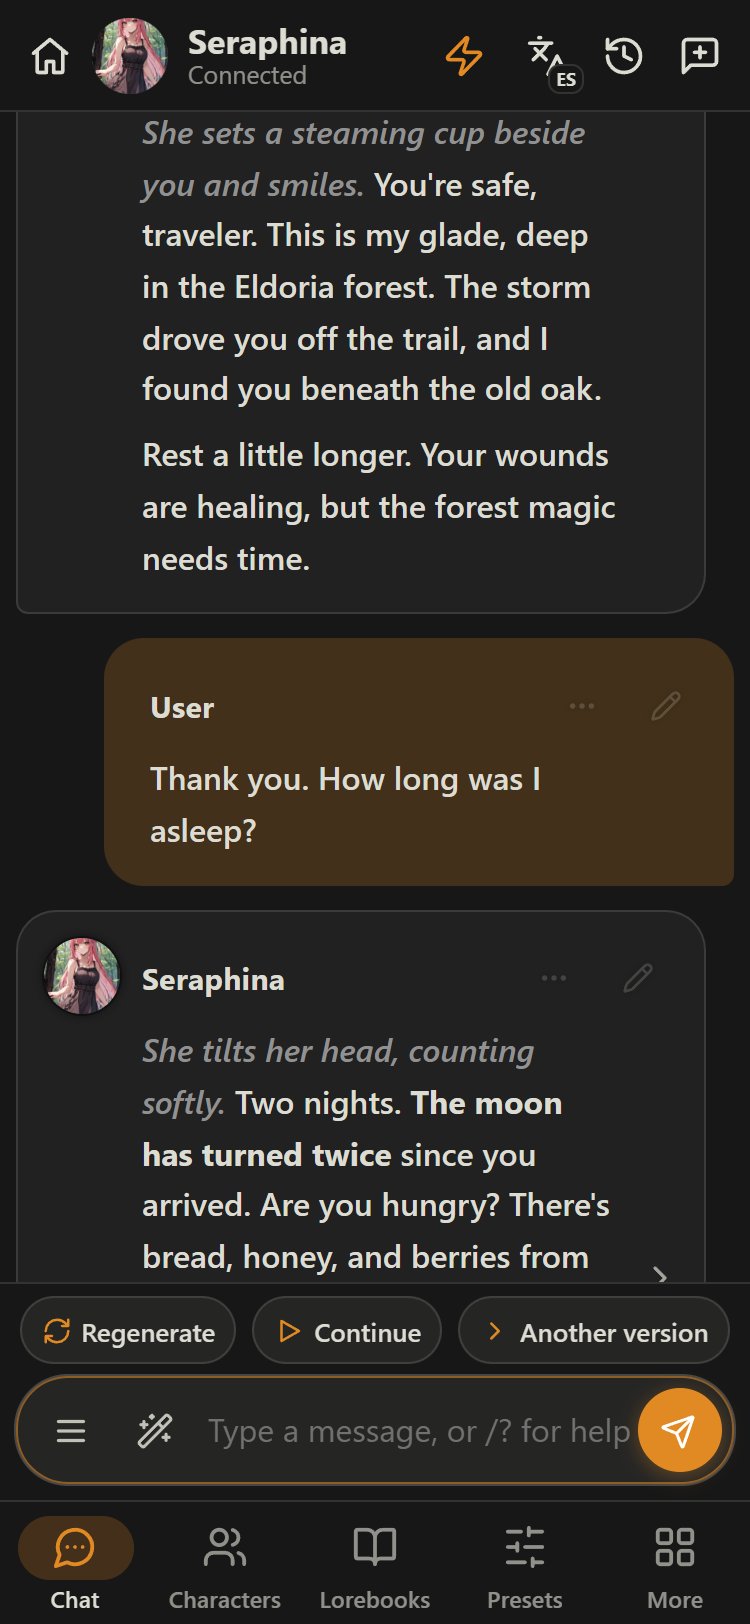 Seraphina
Connected
ES
She sets a steaming cup beside
you and smiles. You're safe,
traveler. This is my glade, deep
in the Eldoria forest. The storm
drove you off the trail, and I
found you beneath the old oak.
Rest a little longer. Your wounds
are healing, but the forest magic
needs time.
User
Thank you. How long was I
asleep?
Seraphina
She tilts her head, counting
softly. Two nights. The moon
has turned twice since you
arrived. Are you hungry? There's
bread, honey, and berries from
Regenerate
Continue
Another version
Type a message, or /? for help
Chat
Characters
Lorebooks
Presets
More